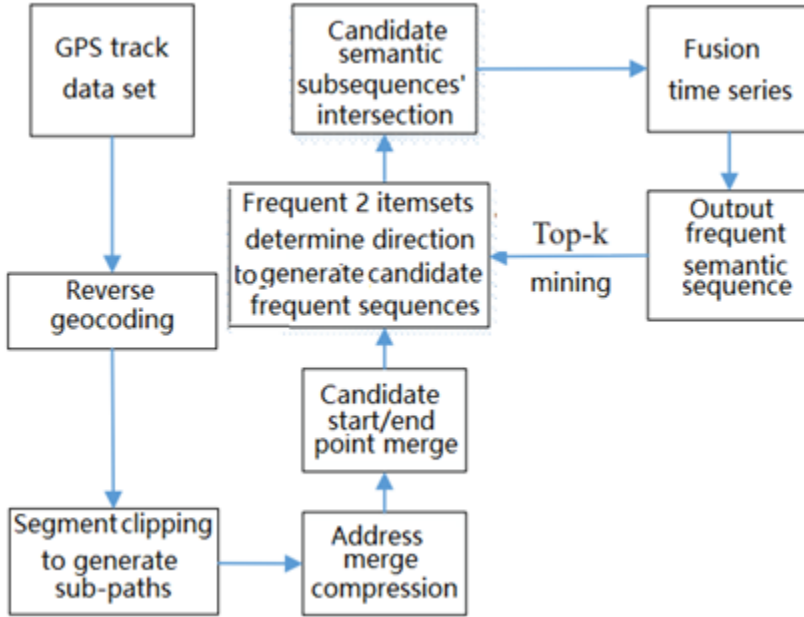 GPS track
data set
Reverse
geocoding
Segment clipping
to generate
sub-paths
Address
merge
compression
Candidate
start/end
point merge
Frequent 2 itemsets
determine direction
to generate candidate
frequent sequences
Candidate
semantic
subsequences'
intersection
Fusion
time series
Output
frequent
semantic
sequence
Top-k
mining